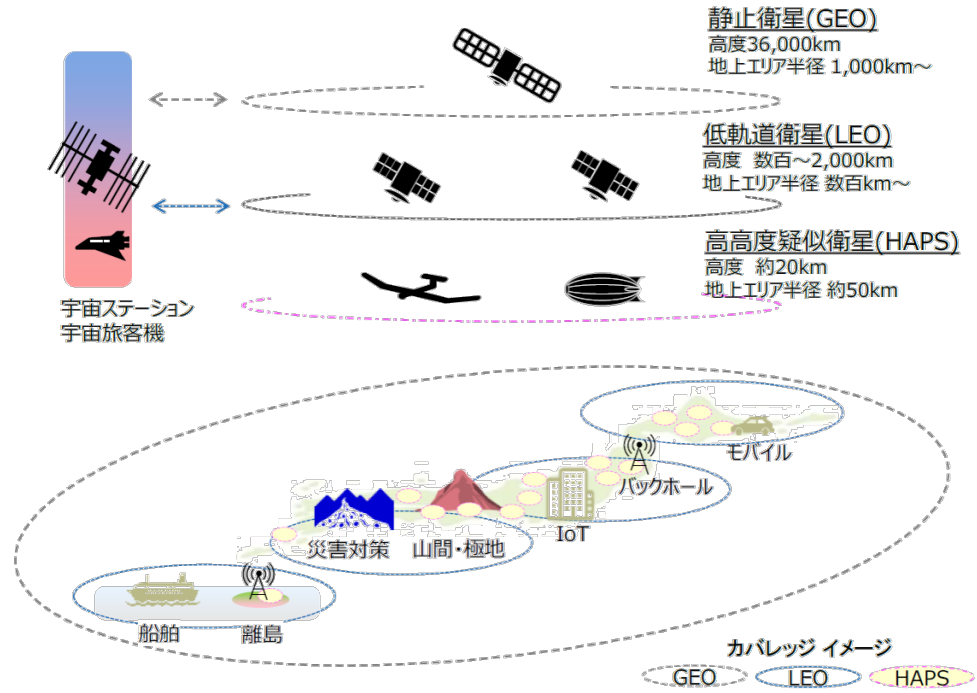 静止衛星(GEO)
高度36,000km
地上エリア半径 1,000km～
低軌道衛星(LEO)
高度 数百～2,000km
地上エリア半径 数百km～
高高度疑似衛星(HAPS)
高度 約20km
地上エリア半径 約50km
宇宙ステーション
宇宙旅客機
モバイル
バックホール
IoT
災害対策
山間・極地
船舶
離島
カバレッジ イメージ
GEO
LEO
HAPS